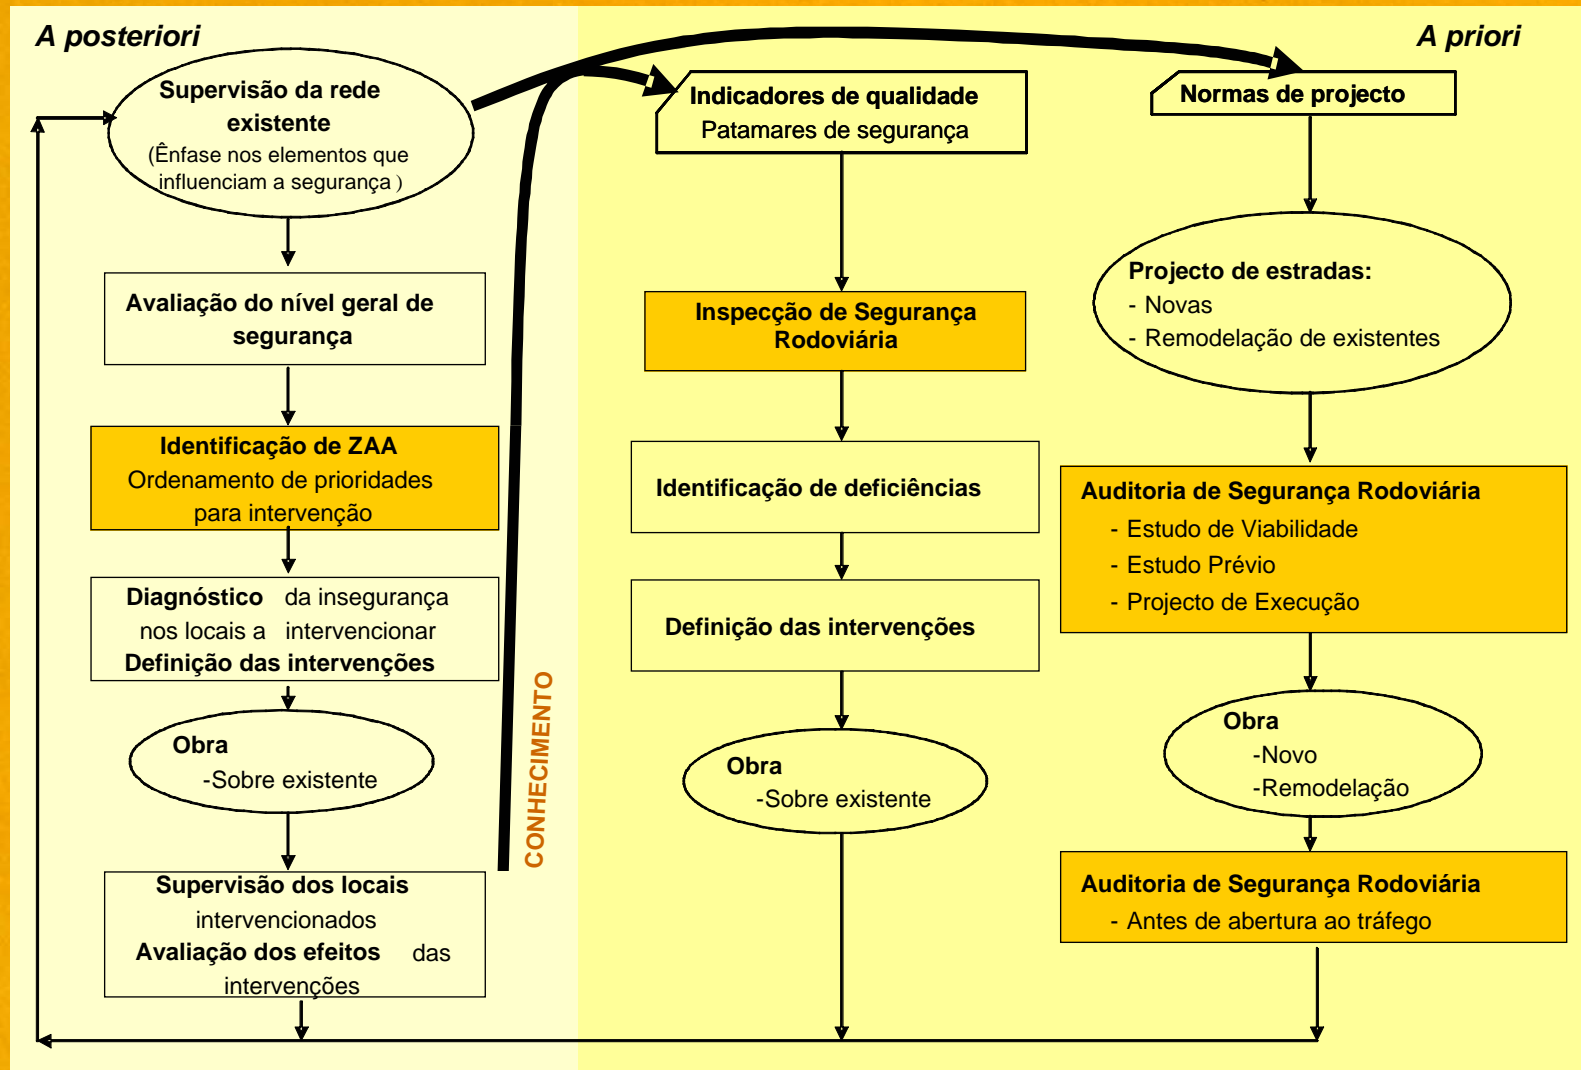 A posteriori
Supervisão da rede
existente
(Ênfase nos elementos que
influenciam a segurança )
Avaliação do nível geral de
segurança
Identificação de ZAA
Ordenamento de prioridades
para intervenção
Diagnóstico da insegurança
nos locais a intervencionar
Definição das intervenções
Obra
-Sobre existente
Supervisão dos locais
intervencionados
Avaliação dos efeitos das
intervenções
CONHECIMENTO
A priori
Indicadores de qualidade
Patamares de segurança
Inspecção de Segurança
Rodoviária
Identificação de deficiências
Definição das intervenções
Obra
-Sobre existente
Normas de projecto
Projecto de estradas:
- Novas
- Remodelação de existentes
Auditoria de Segurança Rodoviária
- Estudo de Viabilidade
- Estudo Prévio
- Projecto de Execução
Obra
-Novo
-Remodelação
Auditoria de Segurança Rodoviária
- Antes de abertura ao tráfego